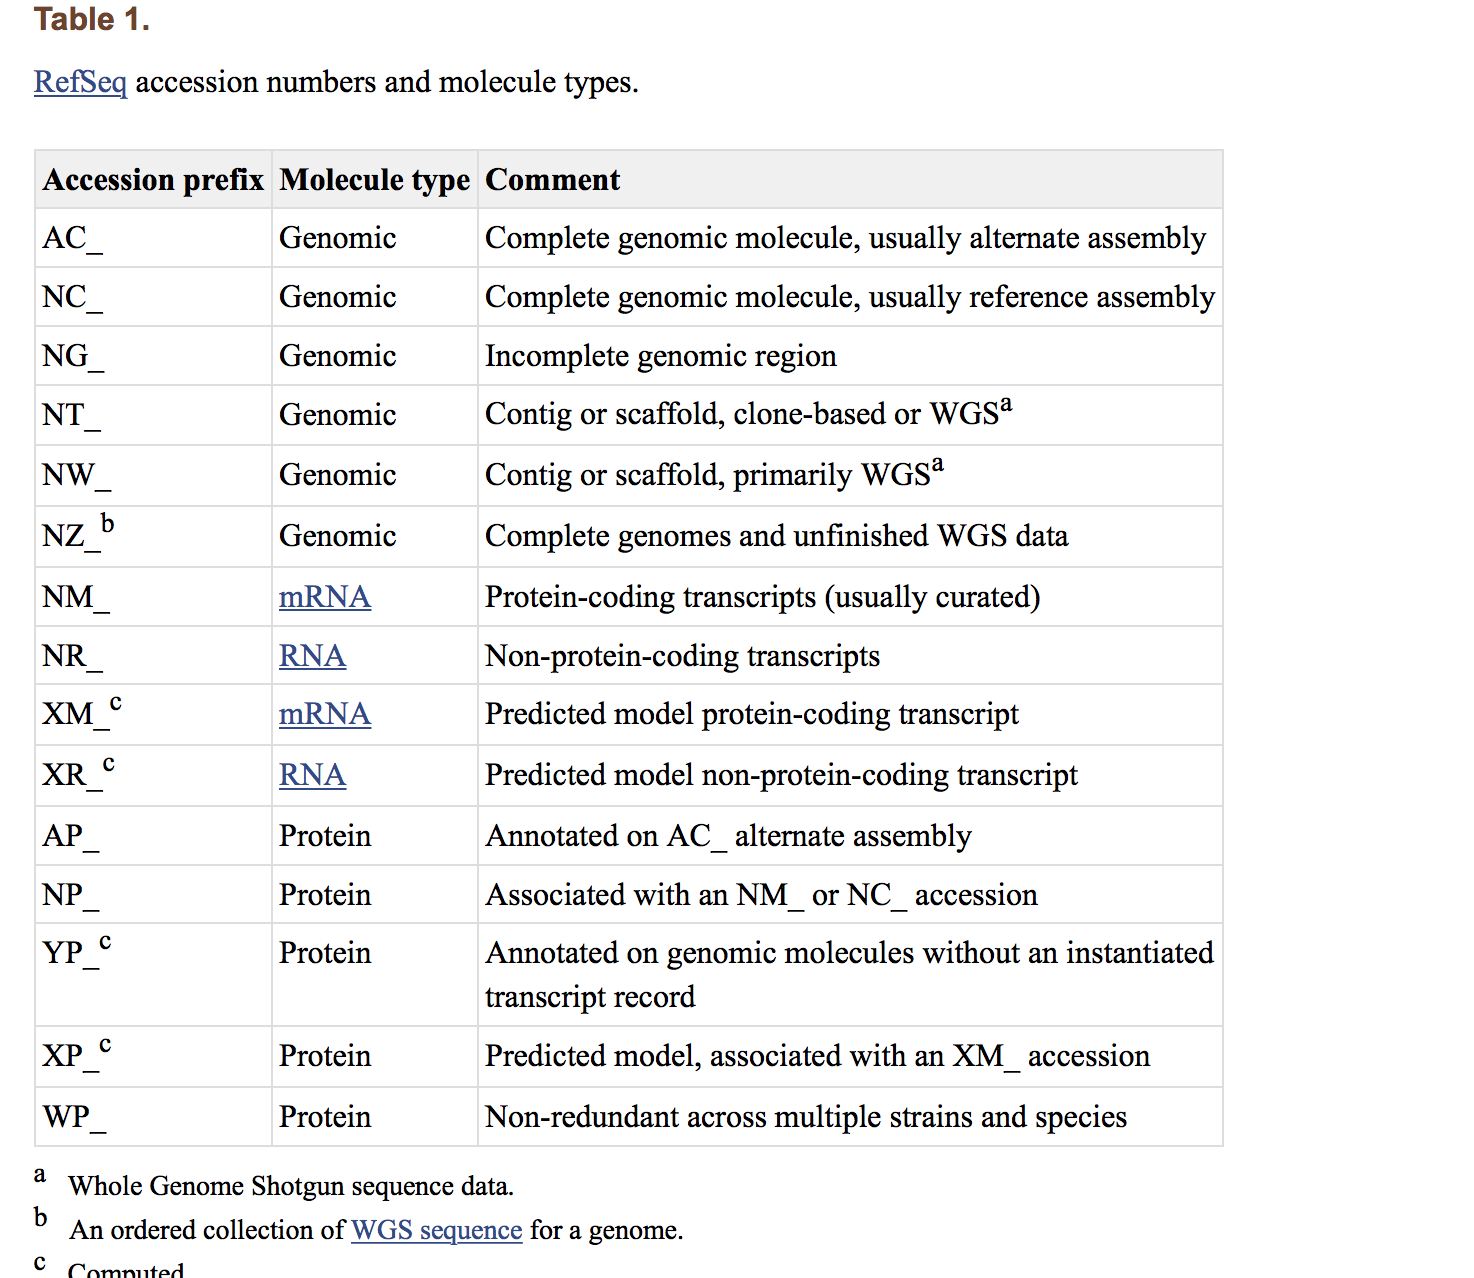 Table 1.
RefSeq accession numbers and molecule types.
Accession prefix Molecule type Comment
AC_ Genomic Complete genomic molecule, usually alternate assembly
NC_ Genomic Complete genomic molecule, usually reference assembly
NG_ Genomic Incomplete genomic region
NT_ Genomic Contig or scaffold, clone-based or WGSa
NW_ Genomic Contig or scaffold, primarily WGSa
NZ_b Genomic Complete genomes and unfinished WGS data
NM_ mRNA Protein-coding transcripts (usually curated)
NR_ RNA Non-protein-coding transcripts
XM_c mRNA Predicted model protein-coding transcript
XR_c RNA Predicted model non-protein-coding transcript
AP_ Protein Annotated on AC_ alternate assembly
NP_ Protein Associated with an NM_ or NC_ accession
YP_c Protein Annotated on genomic molecules without an instantiated
transcript record
XP_c Protein Predicted model, associated with an XM_ accession
WP_ Protein Non-redundant across multiple strains and species
a Whole Genome Shotgun sequence data.
b An ordered collection of WGS sequence for a genome.
c Computed